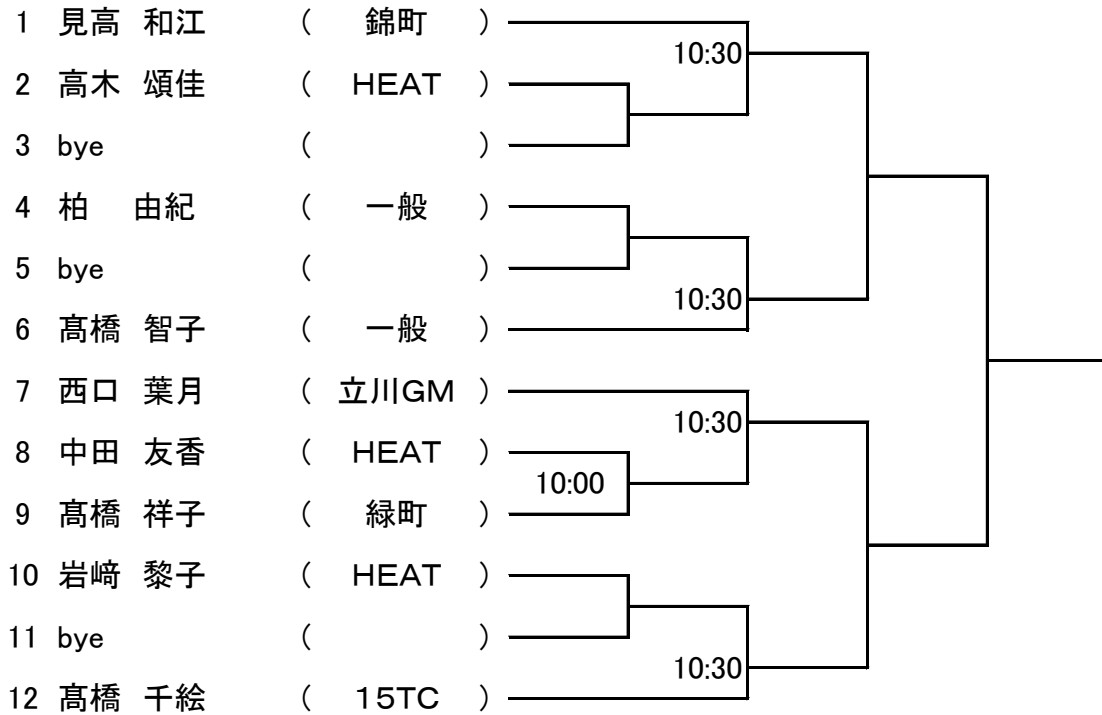 1 見高 和江 ( 錦町 )
10:30
2 高木 頌佳 ( HEAT )
3 bye ( )
4 柏 由紀 ( 一般 )
5 bye ( )
10:30
6 髙橋 智子 ( 一般 )
7 西口 葉月 ( 立川GM )
10:30
8 中田 友香 ( HEAT )
10:00
9 髙橋 祥子 ( 緑町 )
10 岩﨑 黎子 ( HEAT )
11 bye ( )
10:30
12 髙橋 千絵 ( 15TC )